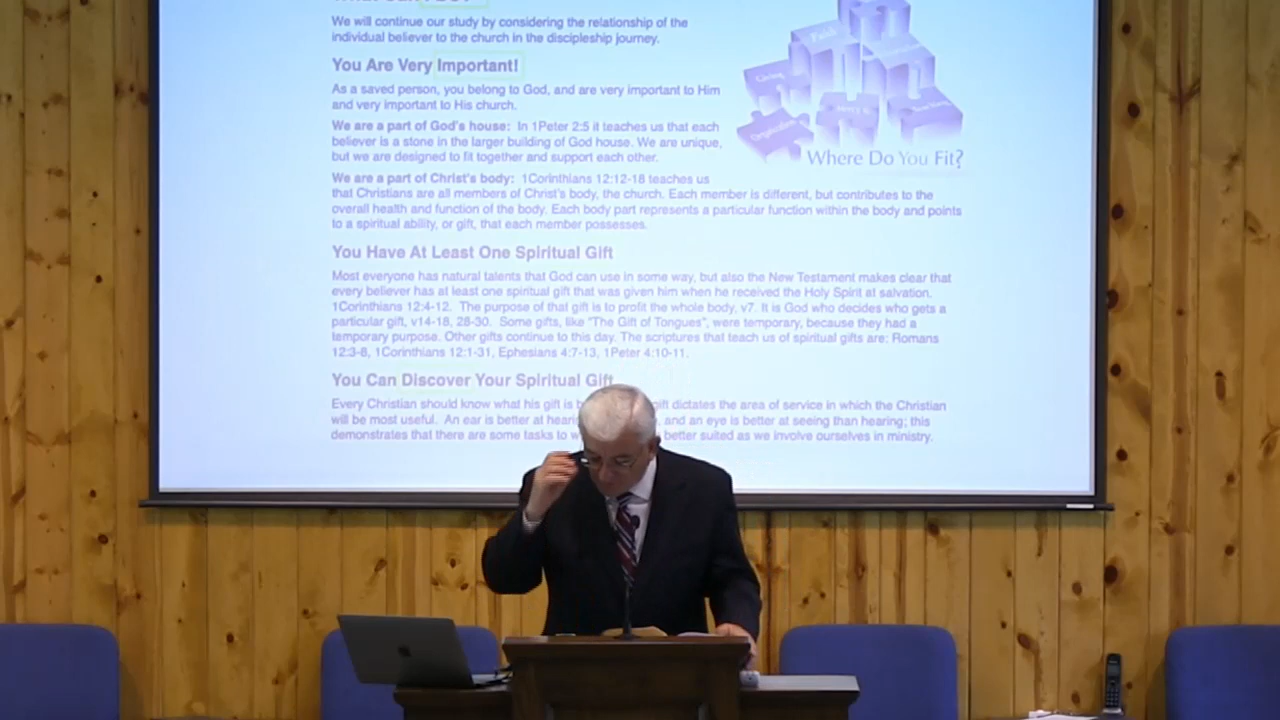 We will continue our study by considering the relationship of the
individual believer to the church in the discipleship journey.
You Are Very Important!
As a saved person, you belong to God, and are very important to Him
and very important to His church.
We are a part of God's house: In 1Peter 2:5 it teaches us that each
believer is a stone in the larger building of God house. We are unique,
but we are designed to fit together and support each other.
Faith
Giving
Where Do You Fit?
We are a part of Christ's body: 1Corinthians 12:12-18 teaches us
that Christians are all members of Christ's body, the church. Each member is different, but contributes to the
overall health and function of the body. Each body part represents a particular function within the body and points
to a spiritual ability, or gift, that each member possesses.
You Have At Least One Spiritual Gift
Most everyone has natural talents that God can use in some way, but also the New Testament makes clear that
every believer has at least one spiritual gift that was given him when he received the Holy Spirit at salvation,
1Corinthians 12:4-12. The purpose of that gift is to profit the whole body, v7. It is God who decides who gets a
particular gift, v14-18, 28-30. Some gifts, like "The Gift of Tongues", were temporary, because they had a
temporary purpose. Other gifts continue to this day. The scriptures that teach us of spiritual gifts are: Romans
12:3-8, 1Corinthians 12:1-31, Ephesians 4:7-13, 1Peter 4:10-11.
You Can Discover Your Spiritual Gift
Every Christian should know what his gift is dictates the area of service in which the Christian
will be most useful. An ear is better at , and an eye is better at seeing than hearing; this
demonstrates that there are some tasks to better suited as we involve ourselves in ministry.